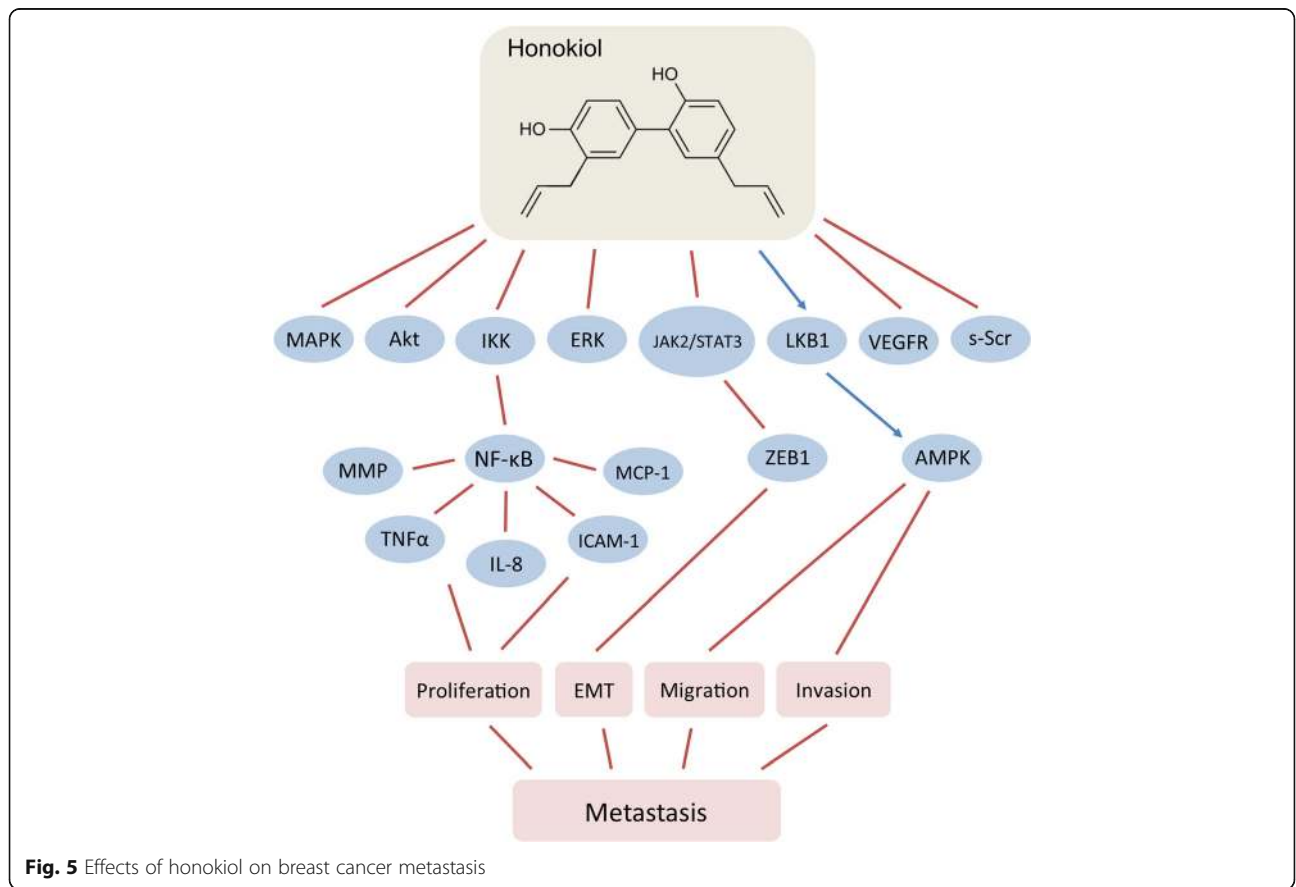 Honokiol
HO
HO
MAPK
Akt
IKK
ERK
JAK2/STAT3
LKB1
VEGFR
s-Scr
MMP
NF-κB
MCP-1
ZEB1
AMPK
TNFα
IL-8
ICAM-1
Proliferation
EMT
Migration
Invasion
Metastasis
Fig. 5 Effects of honokiol on breast cancer metastasis